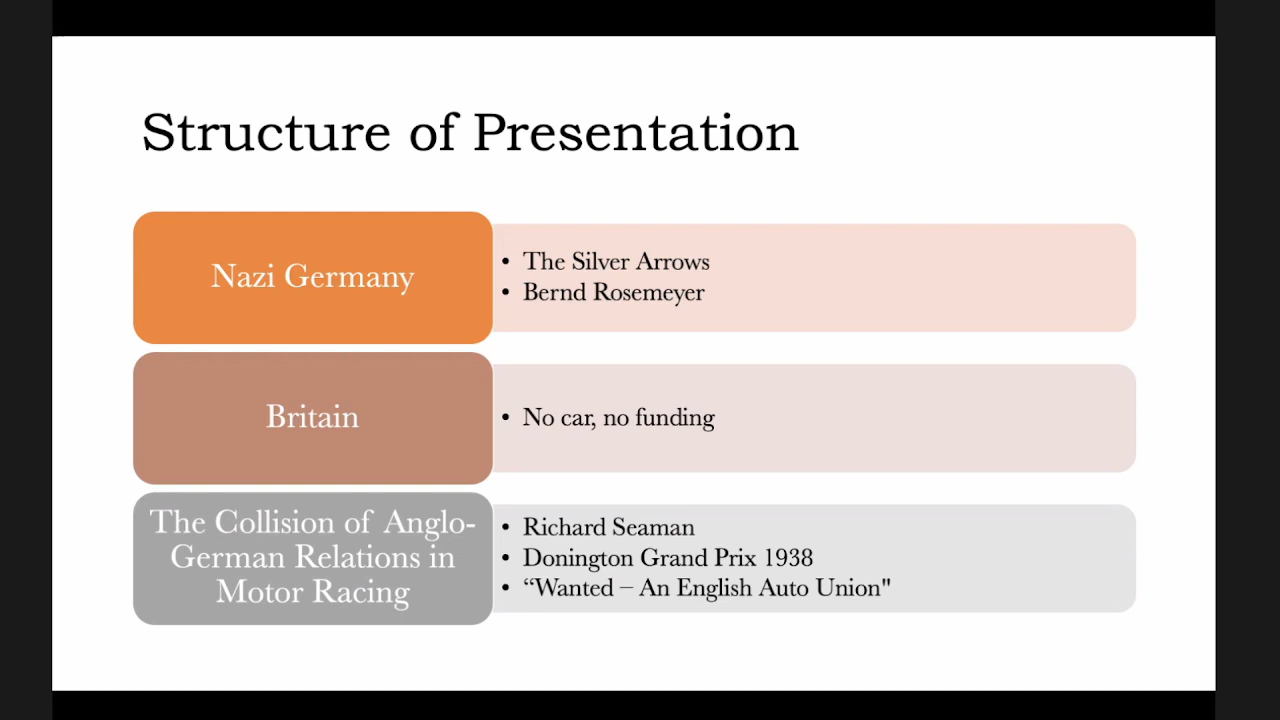 Structure of Presentation
Nazi Germany
• The Silver Arrows
• Bernd Rosemeyer
Britain
• No car, no funding
The Collision of Anglo-
German Relations in
Motor Racing
• Richard Seaman
• Donington Grand Prix 1938
• “Wanted – An English Auto Union"